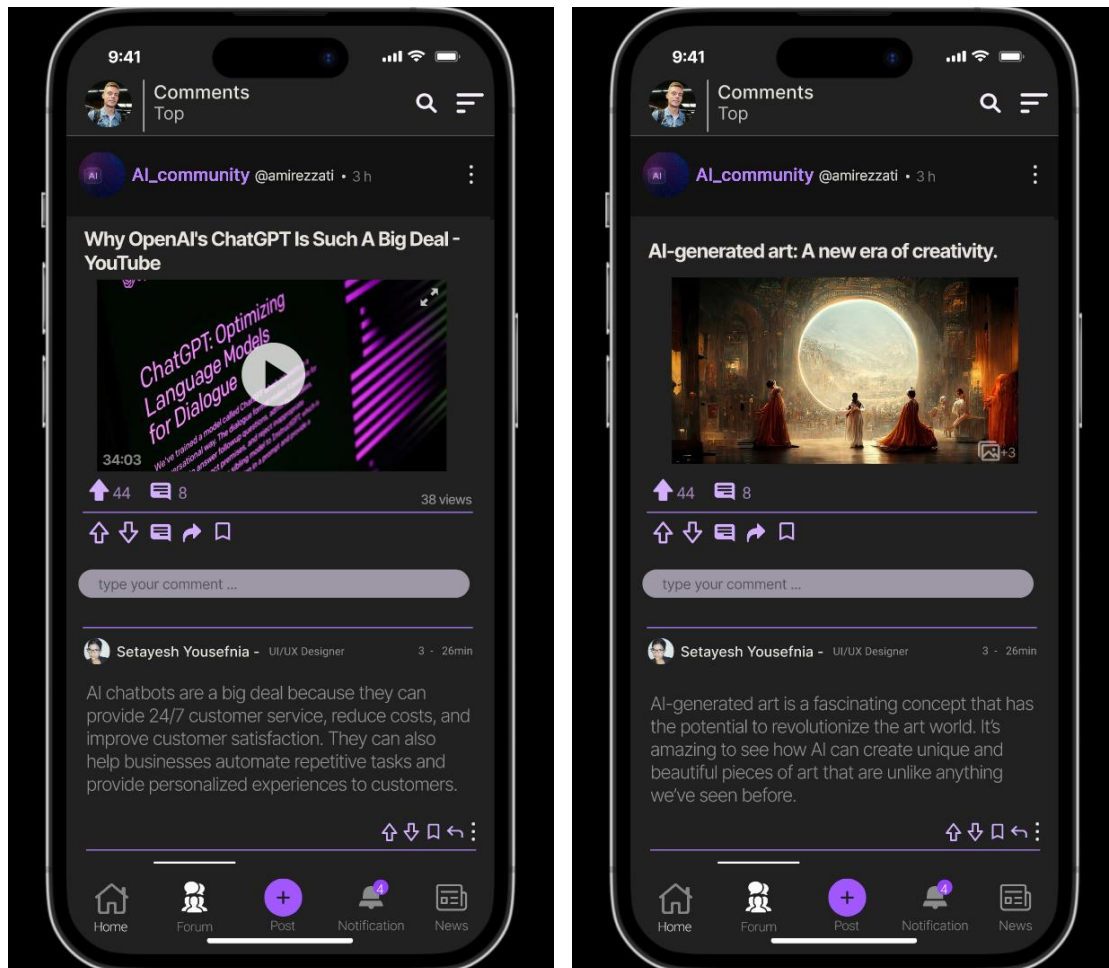 9:41
Comments
Top
AI
AI_community @amirezzati • 3 h
Why OpenAI's ChatGPT Is Such A Big Deal -
YouTube
ChatGPT: Optimizing
Language Models
for Dialogue
We've trained a model called
34:03
44 8
38 views
type your comment ...
Setayesh Yousefnia - UI/UX Designer 3 - 26min
AI chatbots are a big deal because they can
provide 24/7 customer service, reduce costs, and
improve customer satisfaction. They can also
help businesses automate repetitive tasks and
provide personalized experiences to customers.
4
Home Forum Post Notification News
9:41
Comments
Top
AI
AI_community @amirezzati • 3 h
AI-generated art: A new era of creativity.
+3
44 8
type your comment ...
Setayesh Yousefnia - UI/UX Designer 3 - 26min
AI-generated art is a fascinating concept that has
the potential to revolutionize the art world. It's
amazing to see how AI can create unique and
beautiful pieces of art that are unlike anything
we've seen before.
4
Home Forum Post Notification News